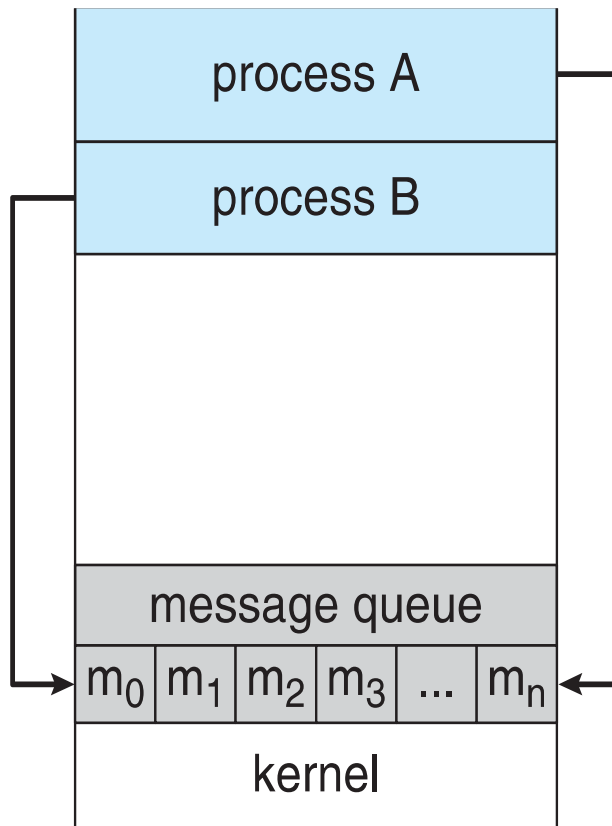 process A
process B
message queue
m₀ m₁ m₂ m₃ ... mₙ
kernel